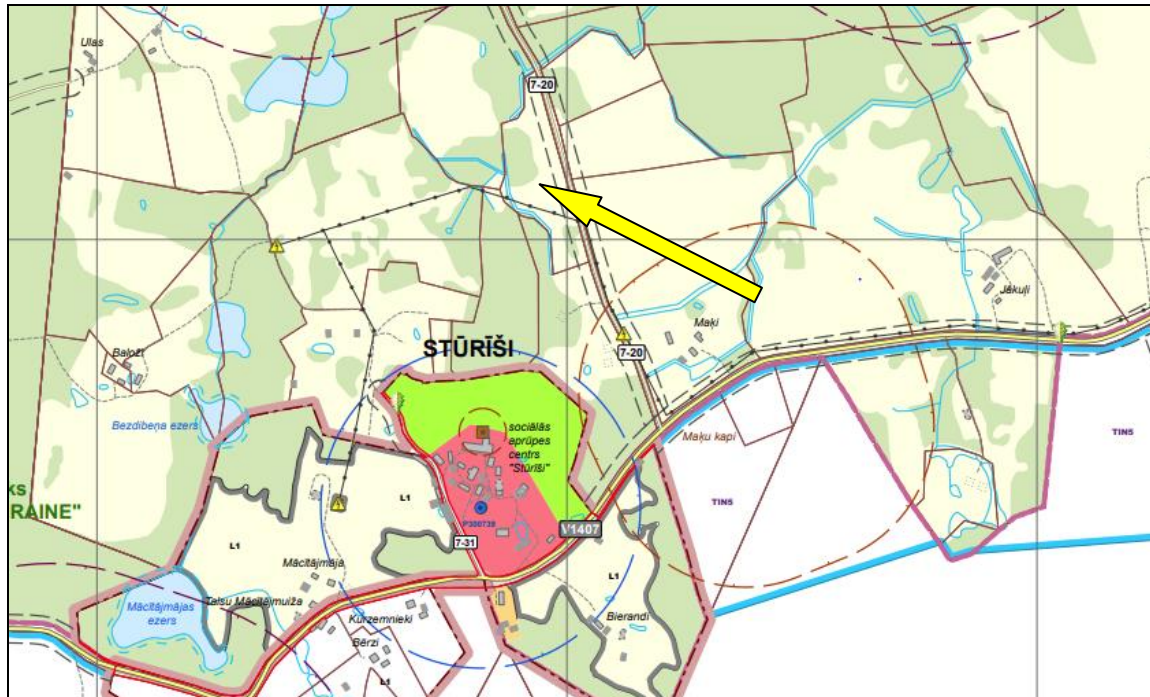 Ulas
7-20
STŪRĪŠI
Maķi
7-20
Jākuļi
Baloži
Bezdibeņa ezers
sociālās
aprūpes
centrs
"Stūrīši"
Maķu kapi
TIN5
TIN5
ks
RAINE"
L1
P300739
V1407
L1
7-31
Mācītājmāja
L1
Mācītājmājas
ezers
Talsu Mācītājmuiža
Kurzemnieki
Bērzi
Bierandi
L1